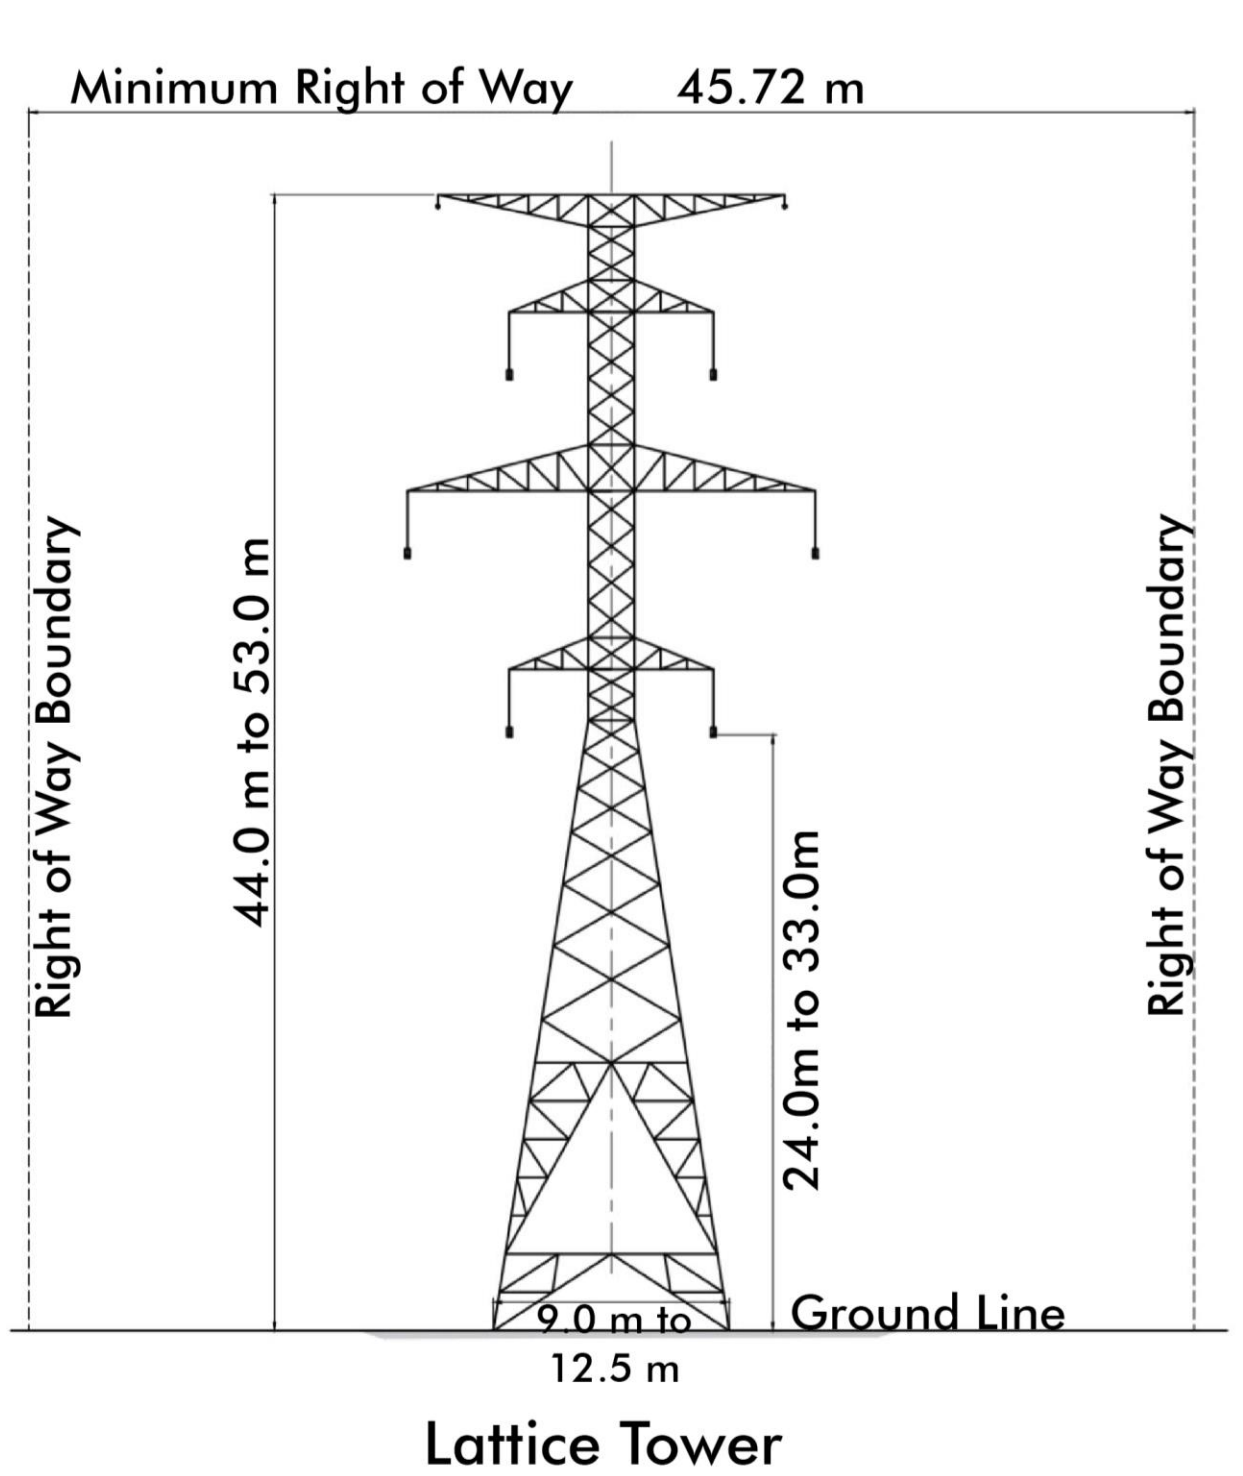 Minimum Right of Way 45.72 m
Right of Way Boundary
44.0 m to 53.0 m
24.0m to 33.0m
Right of Way Boundary
9.0 m to
12.5 m
Ground Line
Lattice Tower